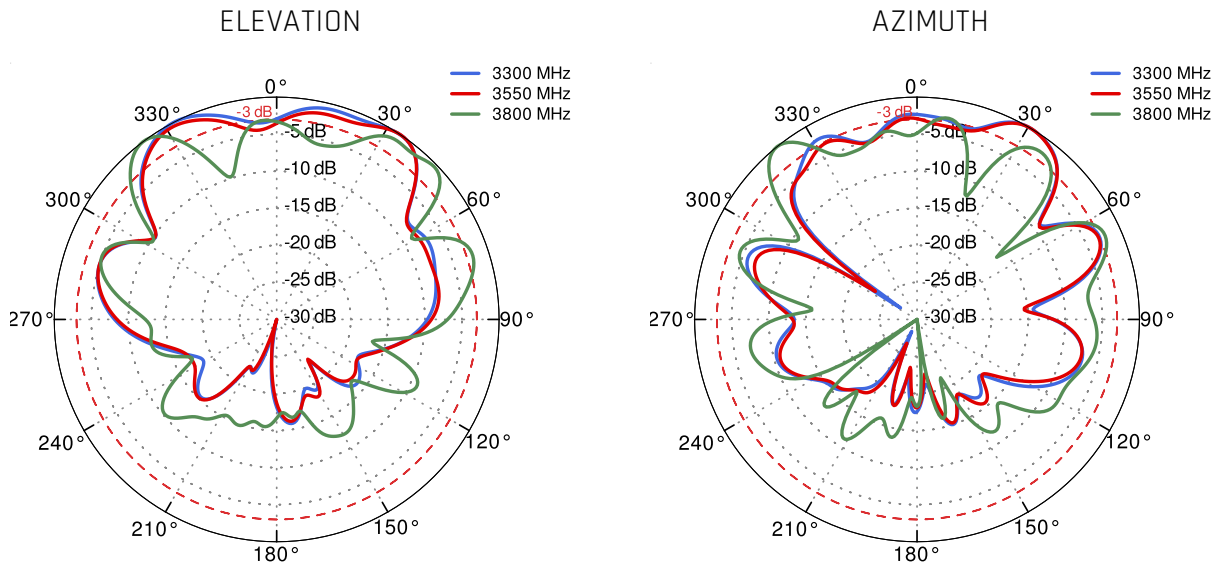 ELEVATION
3300 MHz
3550 MHz
3800 MHz
0°
330°
-3 dB
30°
-5 dB
-10 dB
300°
60°
-15 dB
-20 dB
-25 dB
270°
-30 dB
90°
240°
120°
210°
150°
180°
AZIMUTH
3300 MHz
3550 MHz
3800 MHz
0°
330°
-3 dB
30°
-5 dB
-10 dB
300°
60°
-15 dB
-20 dB
-25 dB
270°
-30 dB
90°
240°
120°
210°
150°
180°